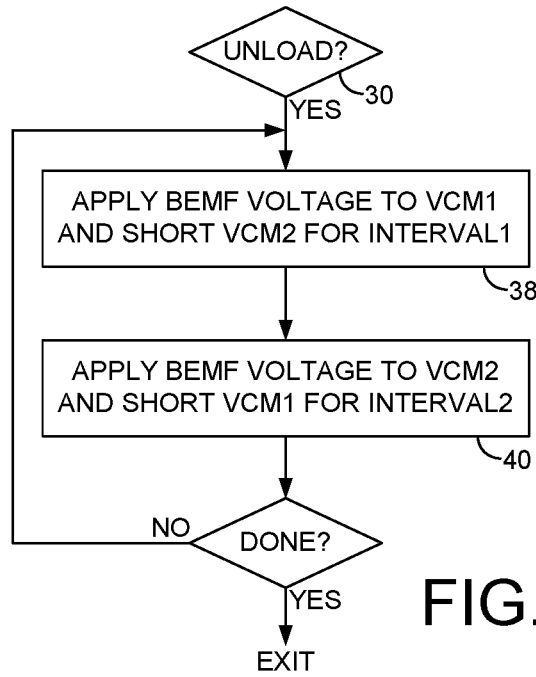 UNLOAD?
30
YES
APPLY BEMF VOLTAGE TO VCM1
AND SHORT VCM2 FOR INTERVAL1
38
APPLY BEMF VOLTAGE TO VCM2
AND SHORT VCM1 FOR INTERVAL2
40
NO
DONE?
YES
EXIT
FIG.